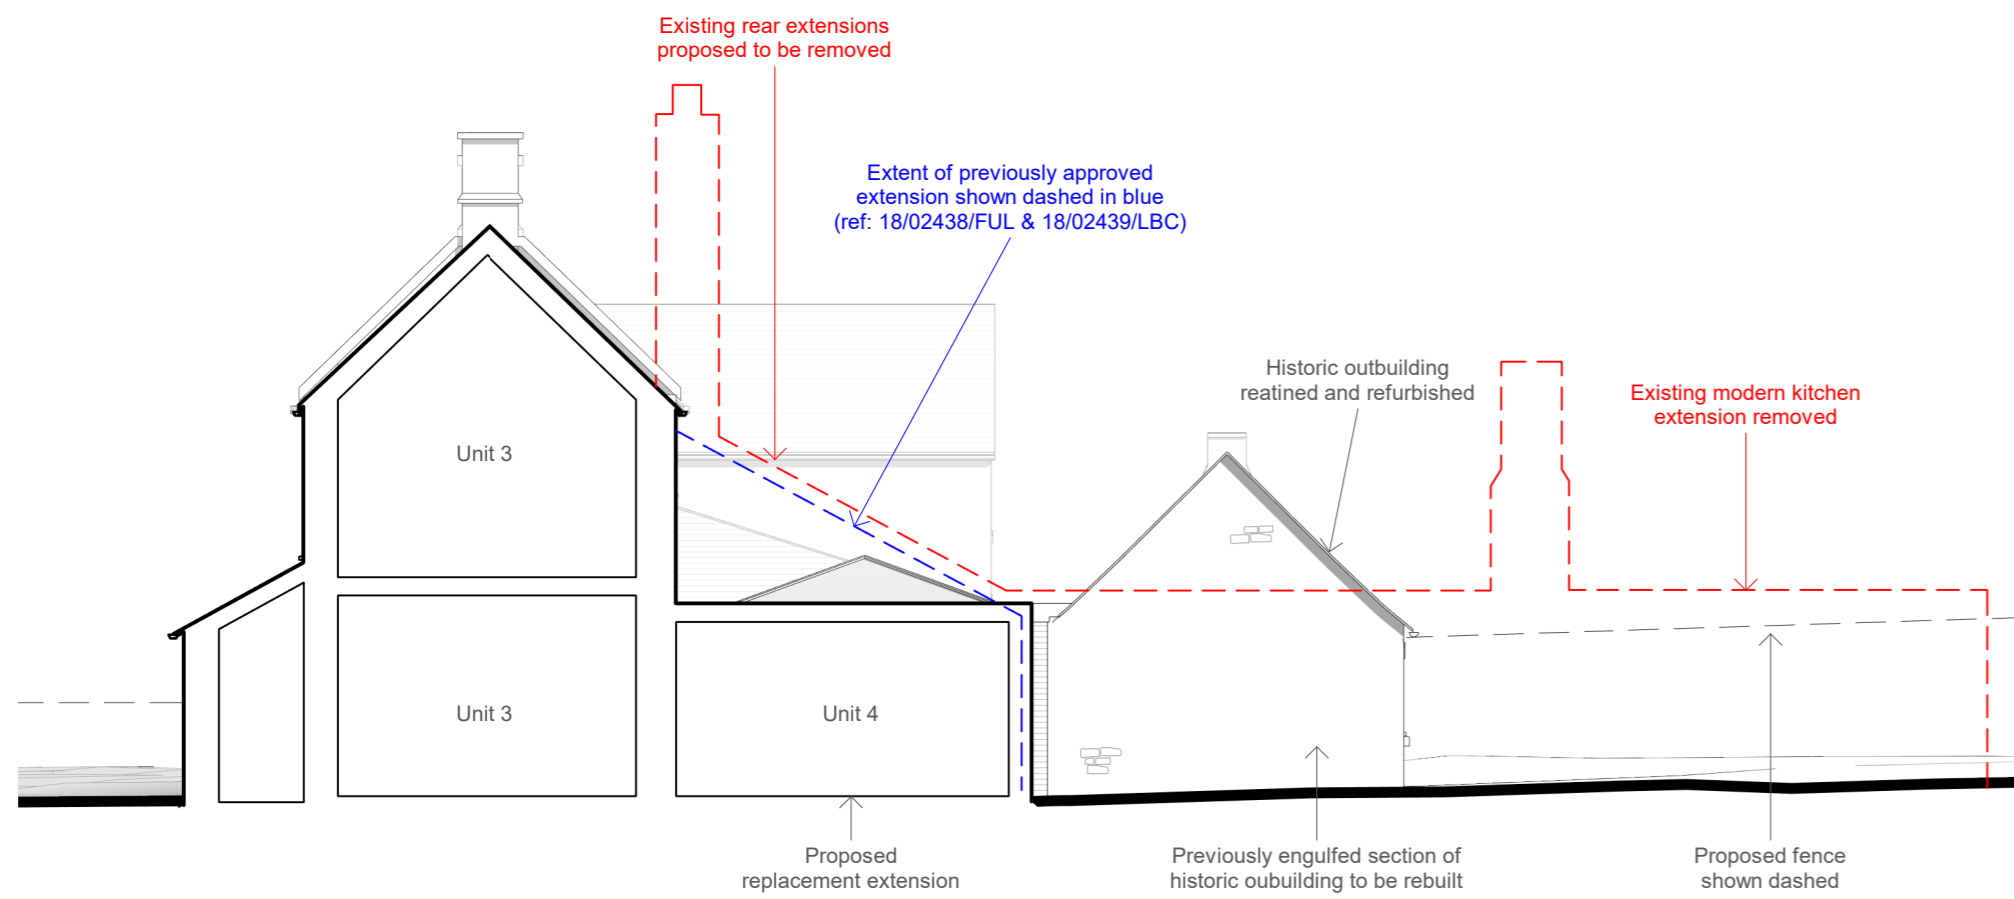 Existing rear extensions
proposed to be removed
Extent of previously approved
extension shown dashed in blue
(ref: 18/02438/FUL & 18/02439/LBC)
Historic outbuilding
reatined and refurbished
Existing modern kitchen
extension removed
Unit 3
Unit 3
Unit 4
Proposed
replacement extension
Previously engulfed section of
historic oubuilding to be rebuilt
Proposed fence
shown dashed